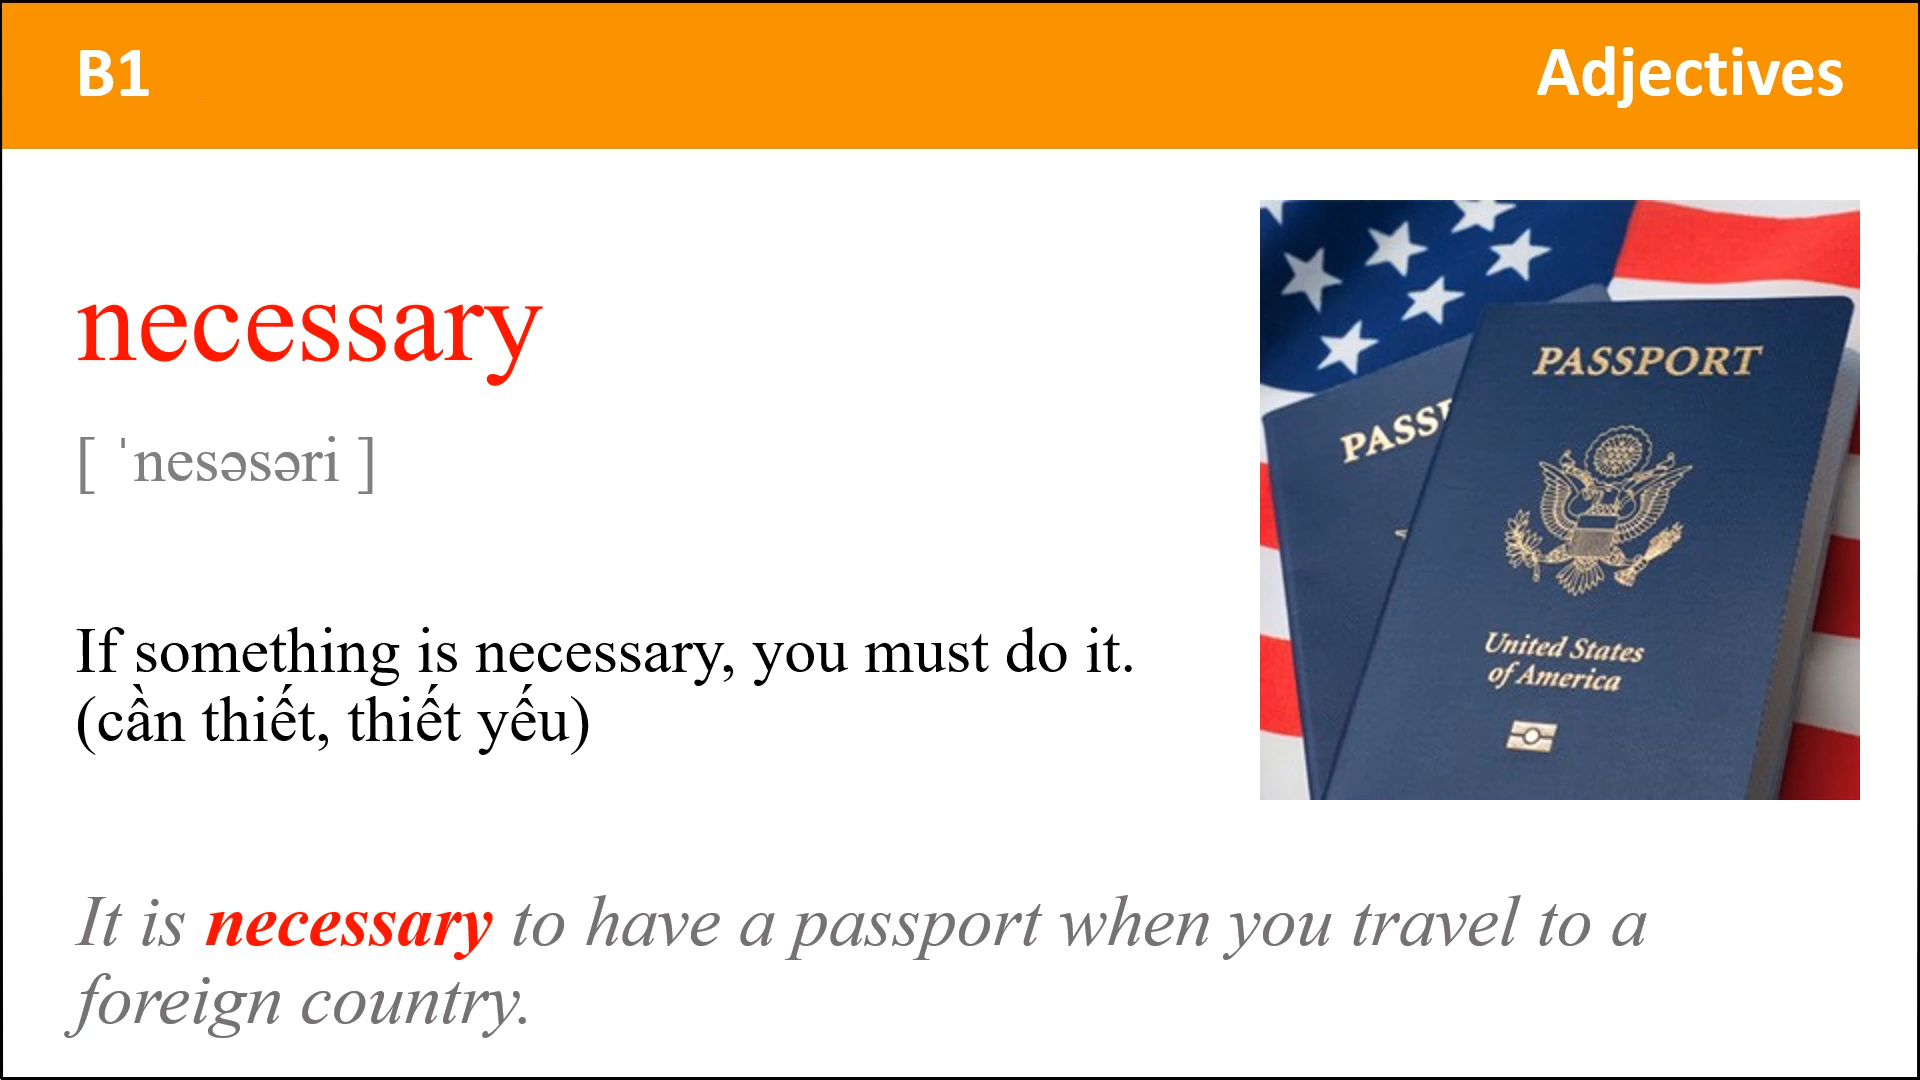 B1
Adjectives
necessary
[ ˈnesəsəri ]
If something is necessary, you must do it.
(cần thiết, thiết yếu)
PASSPORT
PASSP
United States
of America
It is necessary to have a passport when you travel to a
foreign country.